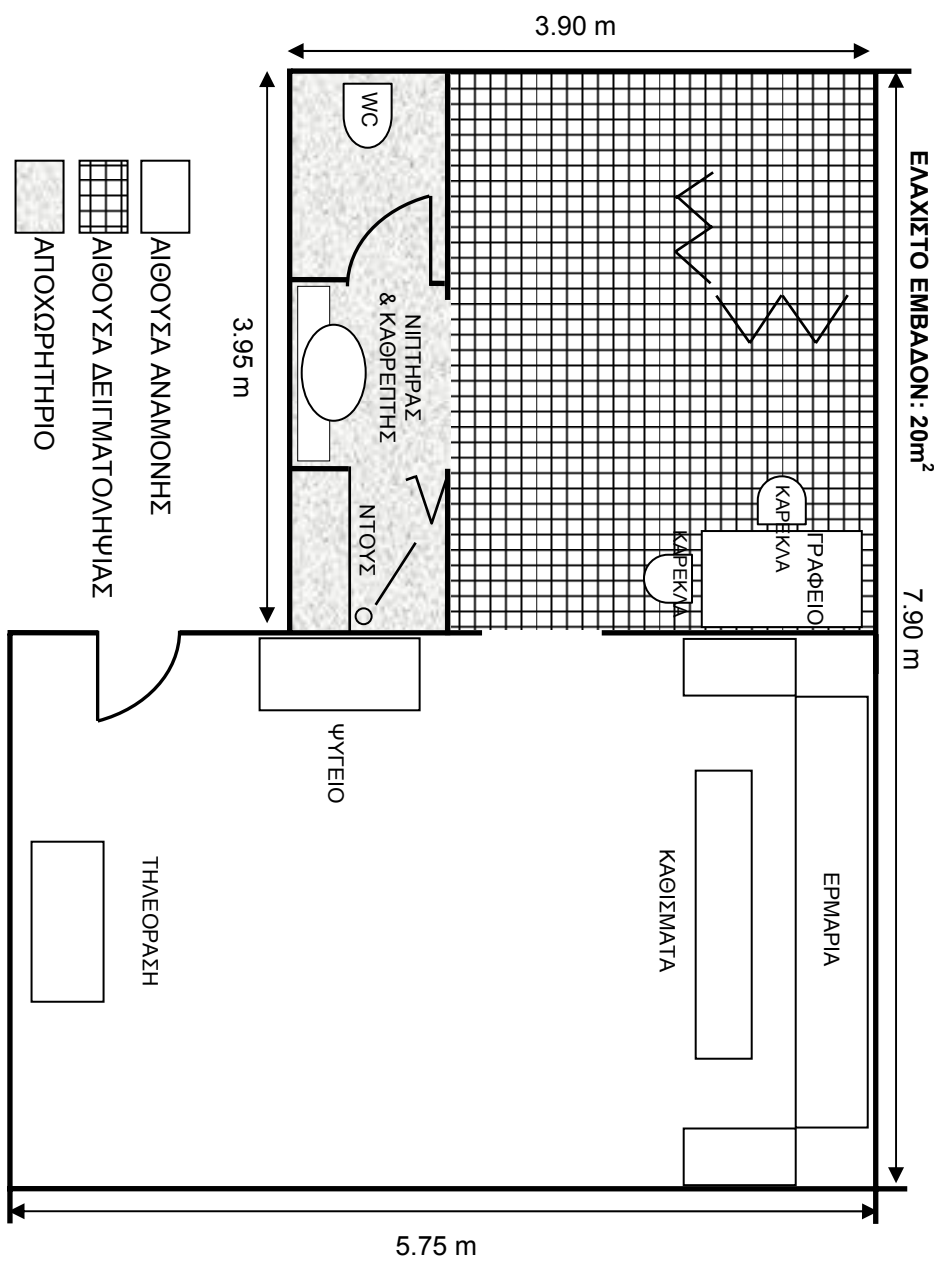 ΕΛΑΧΙΣΤΟ ΕΜΒΑΔΟΝ: 20m²
7.90 m
3.90 m
5.75 m
3.95 m
ΓΡΑΦΕΙΟ
ΚΑΡΕΚΛΑ
ΚΑΡΕΚΛΑ
ΕΡΜΑΡΙΑ
ΚΑΘΙΣΜΑΤΑ
WC
ΝΙΠΤΗΡΑΣ
& ΚΑΘΡΕΠΤΗΣ
ΝΤΟΥΣ
ΨΥΓΕΙΟ
ΤΗΛΕΟΡΑΣΗ
ΑΙΘΟΥΣΑ ΑΝΑΜΟΝΗΣ
ΑΙΘΟΥΣΑ ΔΕΙΓΜΑΤΟΛΗΨΙΑΣ
ΑΠΟΧΩΡΗΤΗΡΙΟ